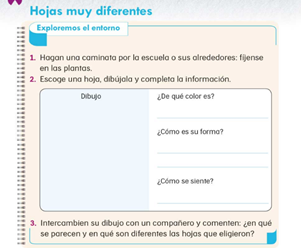 Hojas muy diferentes
Exploremos el entorno
1. Hagan una caminata por la escuela o sus alrededores: fíjense
en las plantas.
2. Escoge una hoja, dibújala y completa la información.
Dibujo
¿De qué color es?
¿Cómo es su forma?
¿Cómo se siente?
3. Intercambien su dibujo con un compañero y comenten: ¿en qué
se parecen y en qué son diferentes las hojas que eligieron?